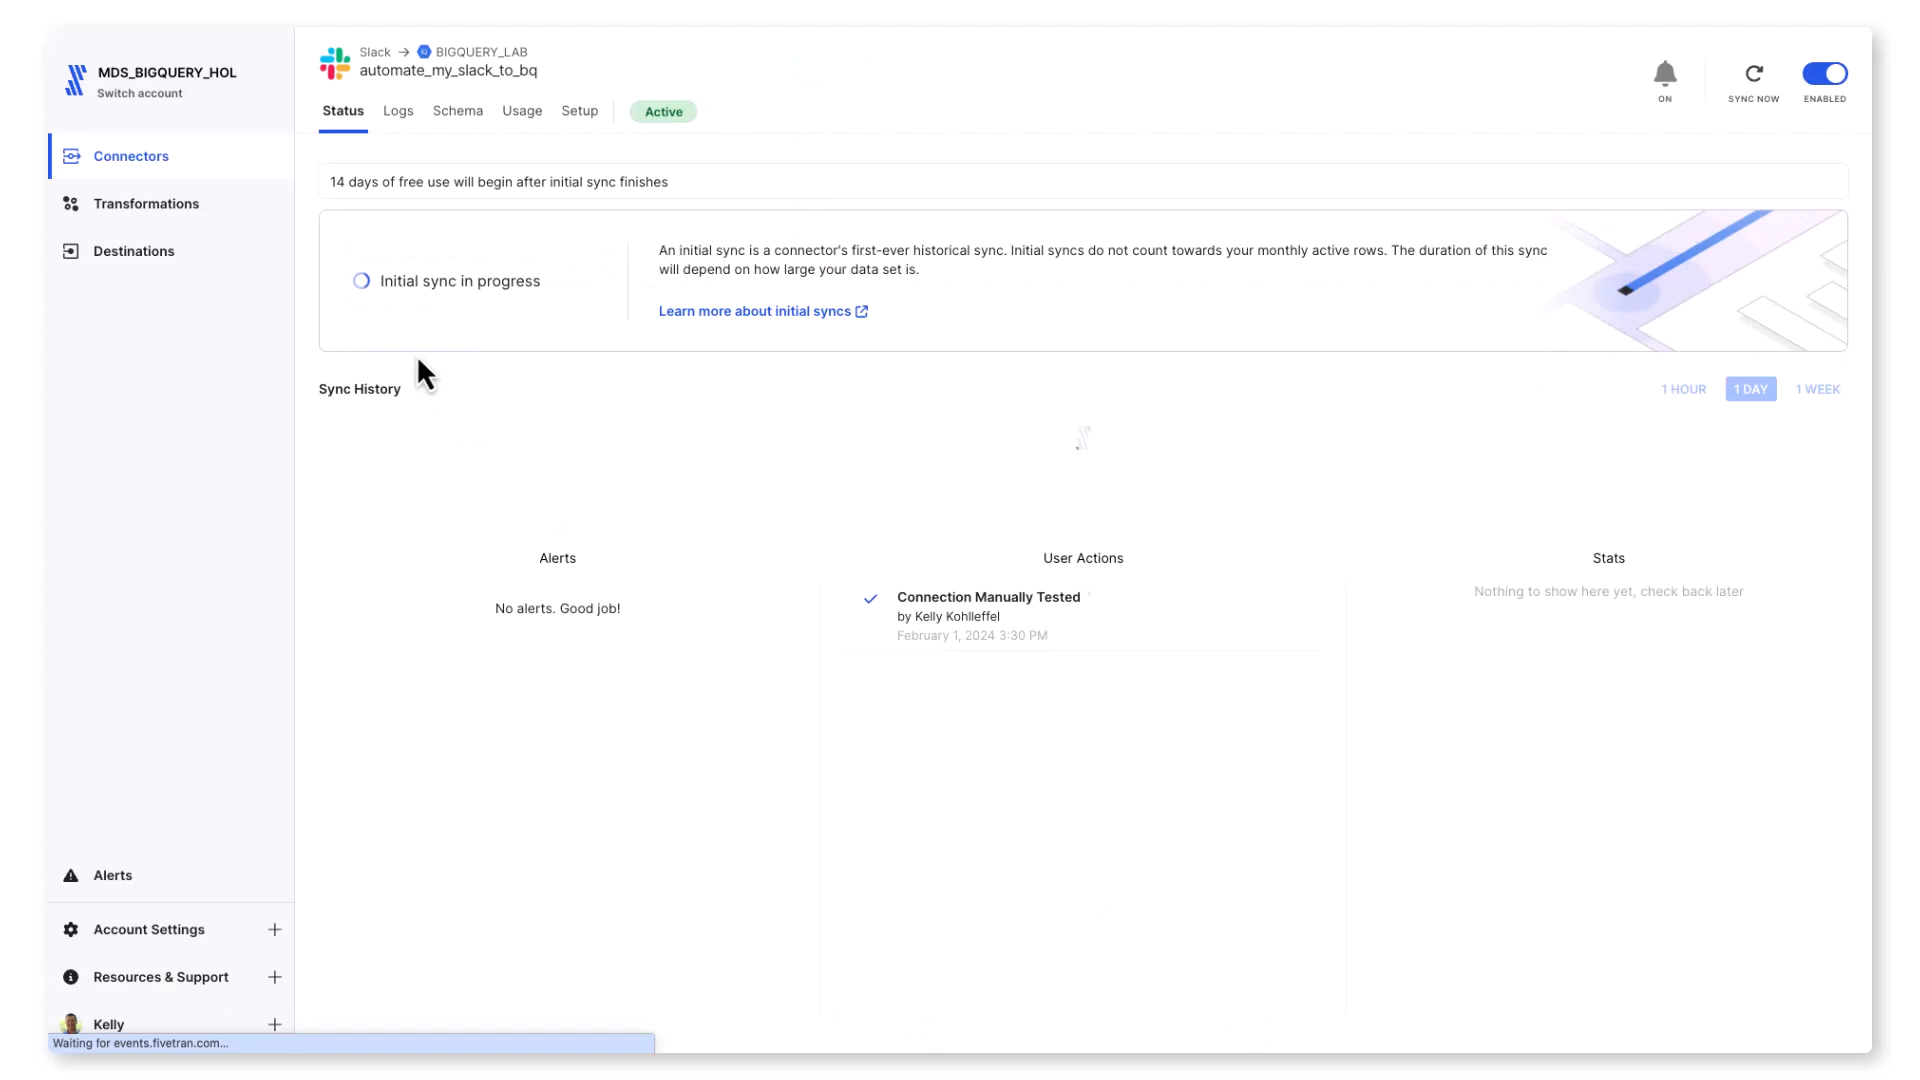 MDS_BIGQUERY_HOL
Switch account
Connectors
Transformations
Destinations
Alerts
Account Settings
Resources & Support
Kelly
Waiting for events.fivetran.com...
Slack → BIGQUERY_LAB
automate_my_slack_to_bq
ON
SYNC NOW
ENABLED
Status
Logs
Schema
Usage
Setup
Active
14 days of free use will begin after initial sync finishes
Initial sync in progress
An initial sync is a connector's first-ever historical sync. Initial syncs do not count towards your monthly active rows. The duration of this sync
will depend on how large your data set is.
Learn more about initial syncs
Sync History
1 HOUR
1 DAY
1 WEEK
Alerts
No alerts. Good job!
User Actions
Connection Manually Tested
by Kelly Kohlleffel
February 1, 2024 3:30 PM
Stats
Nothing to show here yet, check back later